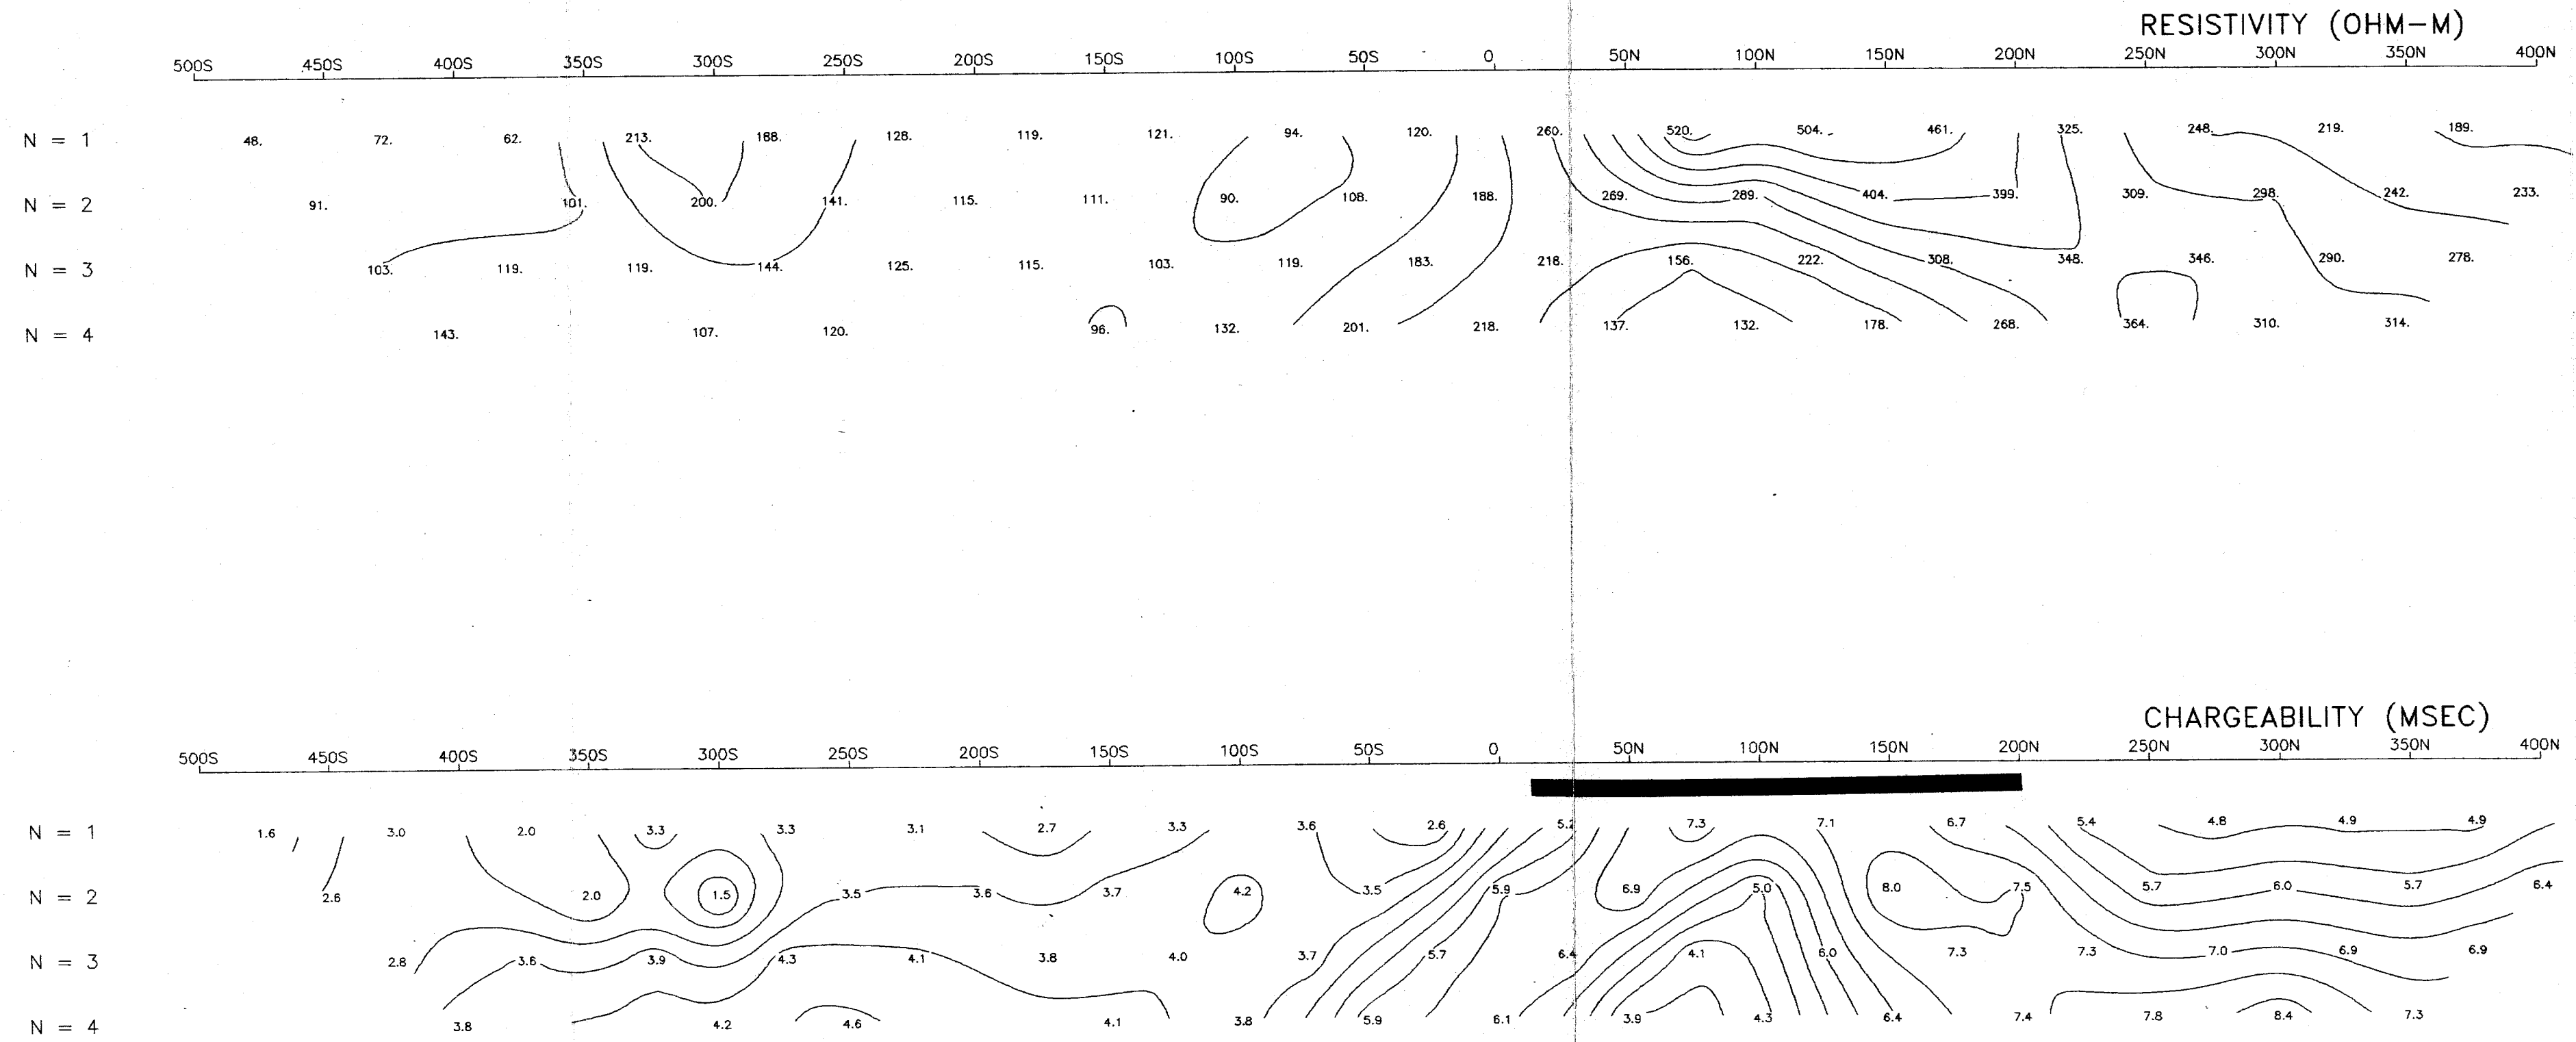 RESISTIVITY (OHM-M)
500S 450S 400S 350S 300S 250S 200S 150S 100S 50S 0 50N 100N 150N 200N 250N 300N 350N 400N
N = 1 48. 72. 62. 213. 188. 128. 119. 121. 94. 120. 260. 520. 504. 461. 325. 248. 219. 189.
N = 2 91. 101. 200. 141. 115. 111. 90. 108. 188. 269. 289. 404. 399. 309. 298. 242. 233.
N = 3 103. 119. 119. 144. 125. 115. 103. 119. 183. 218. 156. 222. 308. 348. 346. 290. 278.
N = 4 143. 107. 120. 96. 132. 201. 218. 137. 132. 178. 268. 364. 310. 314.
CHARGEABILITY (MSEC)
500S 450S 400S 350S 300S 250S 200S 150S 100S 50S 0 50N 100N 150N 200N 250N 300N 350N 400N
N = 1 1.6 3.0 2.0 3.3 3.3 3.1 2.7 3.3 3.6 2.6 5.2 7.3 7.1 6.7 5.4 4.8 4.9 4.9
N = 2 2.6 2.0 1.5 3.5 3.6 3.7 4.2 3.5 5.9 6.9 5.0 8.0 7.5 5.7 6.0 5.7 6.4
N = 3 2.8 3.6 3.9 4.3 4.1 3.8 4.0 3.7 5.7 6.4 4.1 6.0 7.3 7.3 7.0 6.9 6.9
N = 4 3.8 4.2 4.6 4.1 3.8 5.9 6.1 3.9 4.3 6.4 7.4 7.8 8.4 7.3